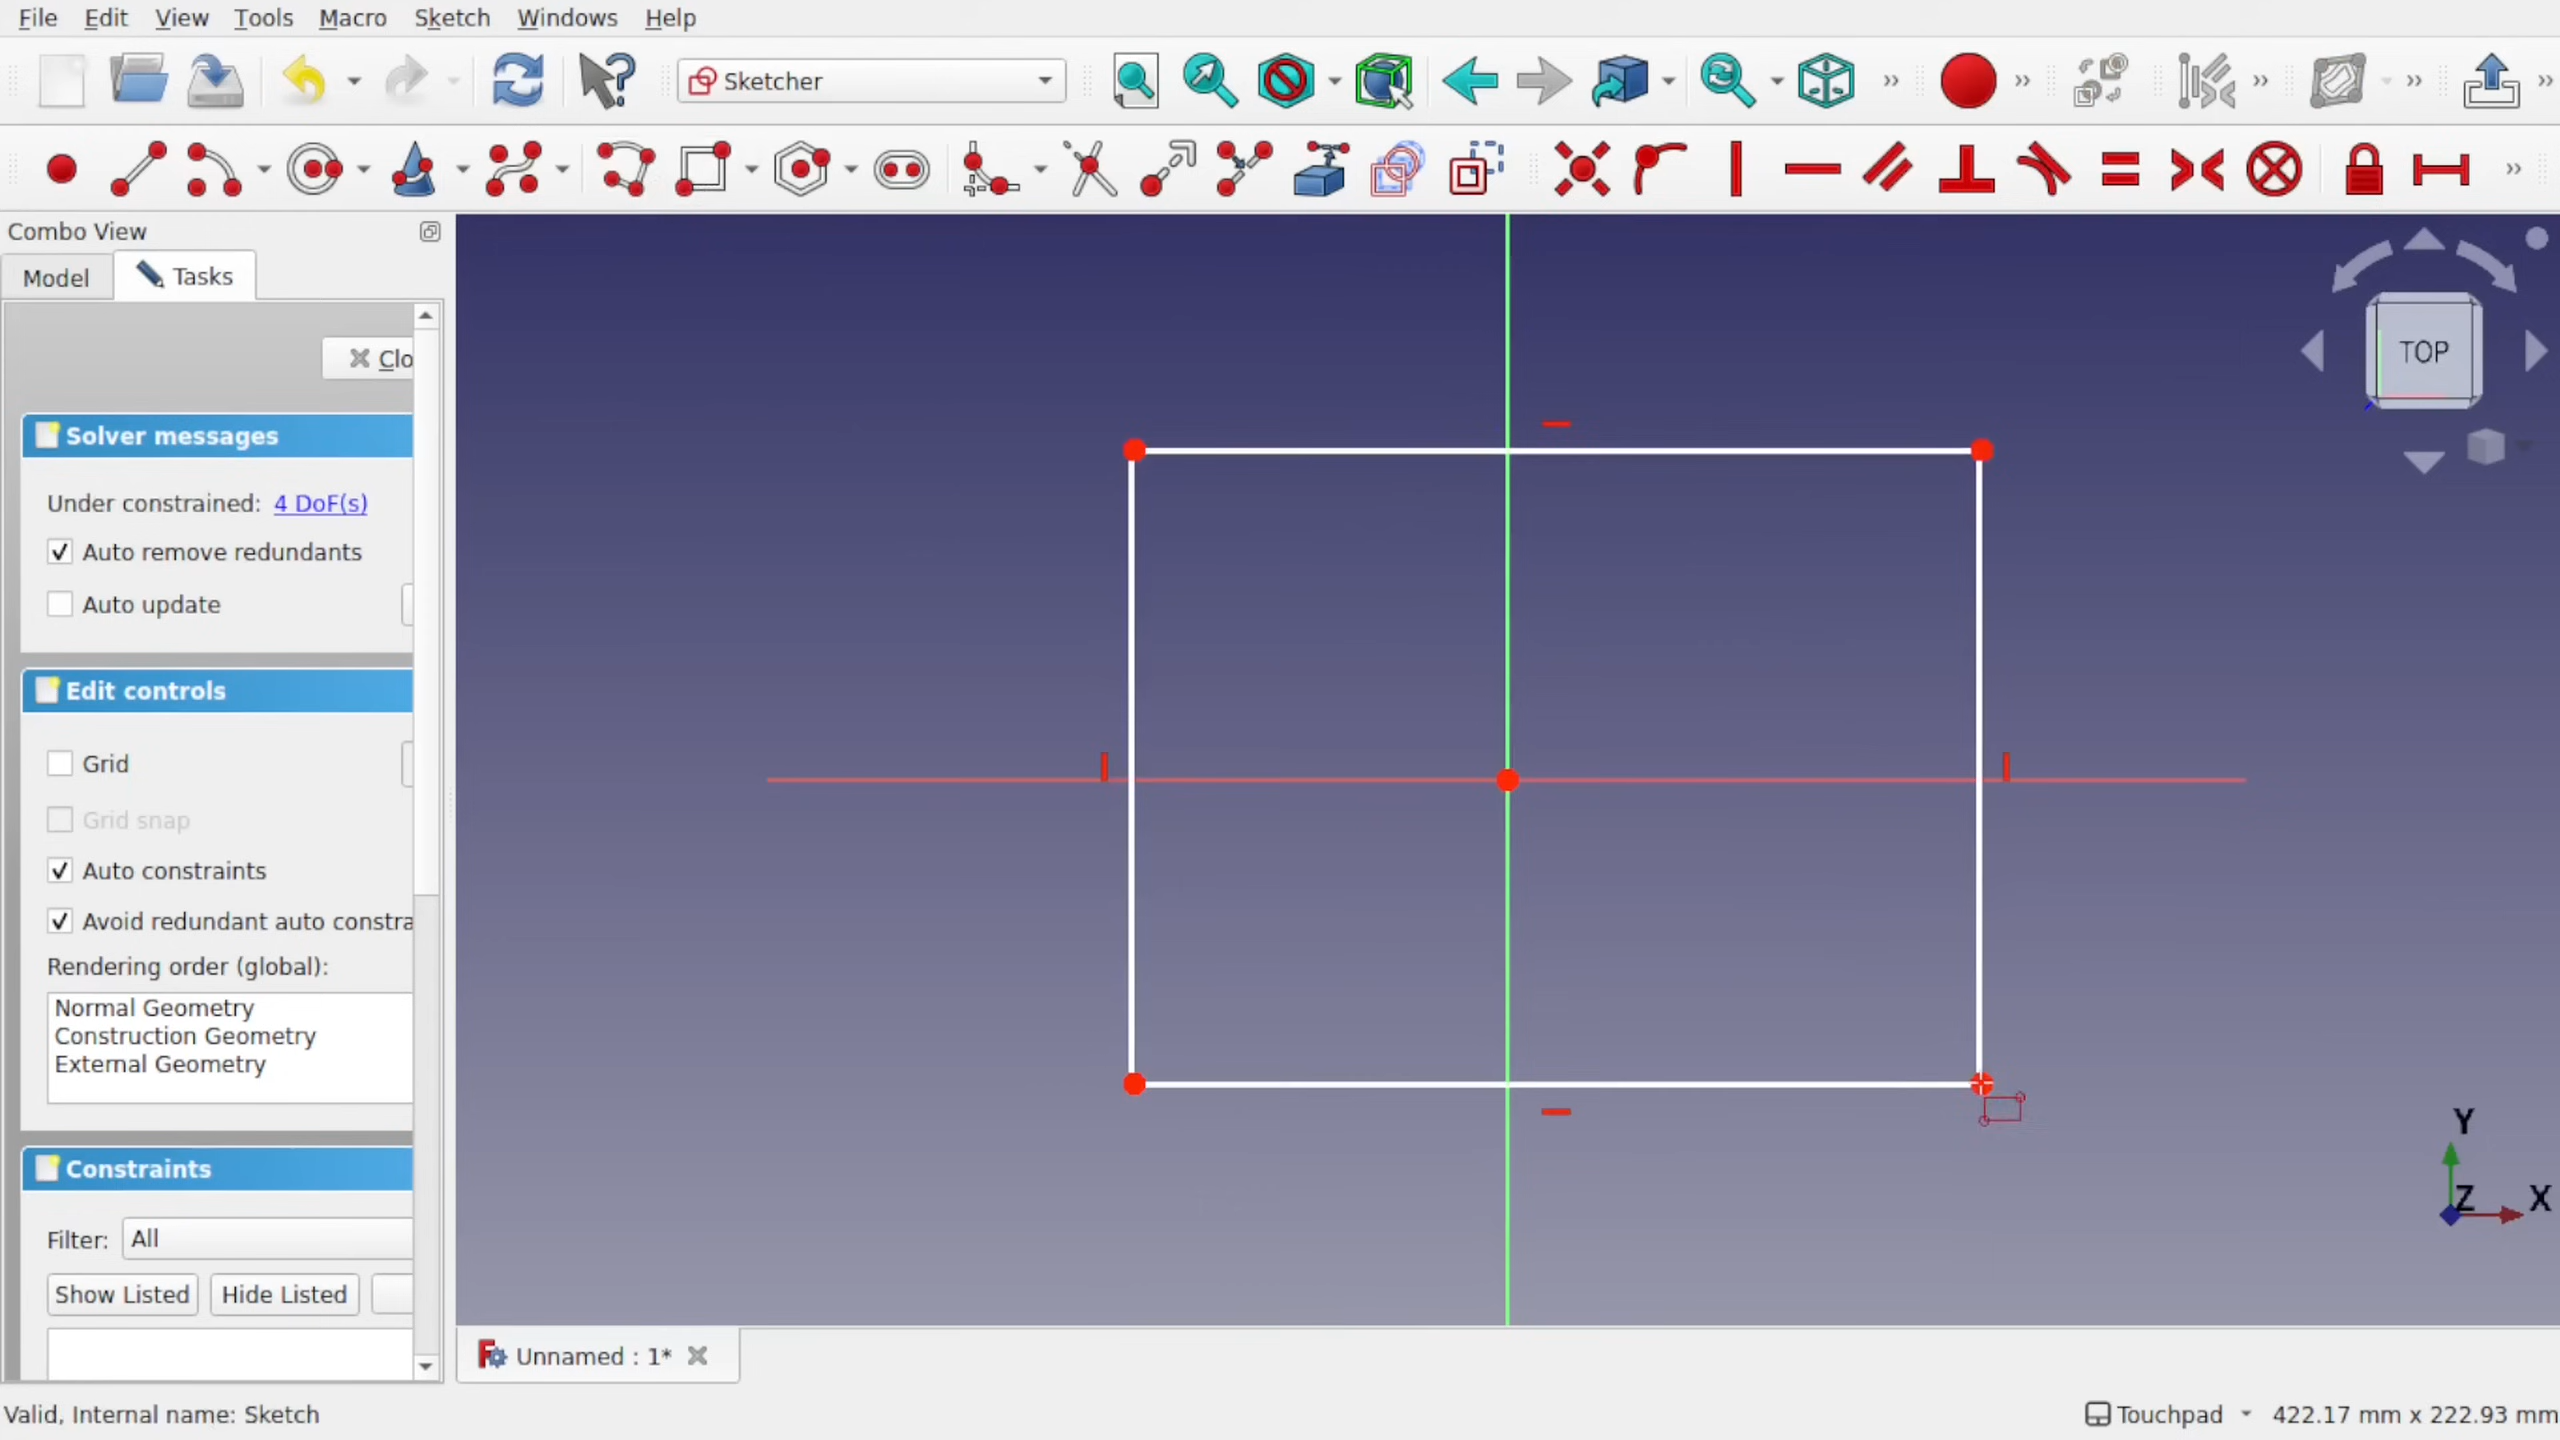 File Edit View Tools Macro Sketch Windows Help
Sketcher
Combo View
Model Tasks
Clo
Solver messages
Under constrained: 4 DoF(s)
Auto remove redundants
Auto update
Edit controls
Grid
Grid snap
Auto constraints
Avoid redundant auto constra
Rendering order (global):
Normal Geometry
Construction Geometry
External Geometry
Constraints
Filter: All
Show Listed Hide Listed
TOP
Y
Z X
Unnamed : 1*
Valid, Internal name: Sketch
Touchpad 422.17 mm x 222.93 mm